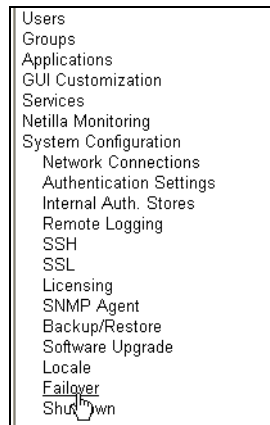 Users
Groups
Applications
GUI Customization
Services
Netilla Monitoring
System Configuration
Network Connections
Authentication Settings
Internal Auth. Stores
Remote Logging
SSH
SSL
Licensing
SNMP Agent
Backup/Restore
Software Upgrade
Locale
Failover
Shutdown